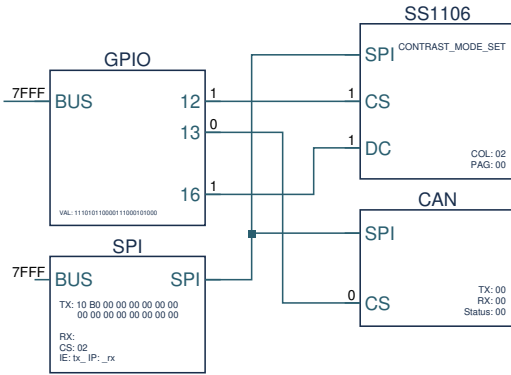 SS1106
GPIO
SPI
CONTRAST_MODE_SET
7FFF
BUS
12
1
1
CS
13
0
1
DC
COL: 02
PAG: 00
16
1
VAL: 111010110000111000101000
CAN
SPI
SPI
7FFF
BUS
SPI
TX: 10 B0 00 00 00 00 00 00
00 00 00 00 00 00 00 00
TX: 00
RX: 00
Status: 00
0
CS
RX:
CS: 02
IE: tx_ IP: _rx